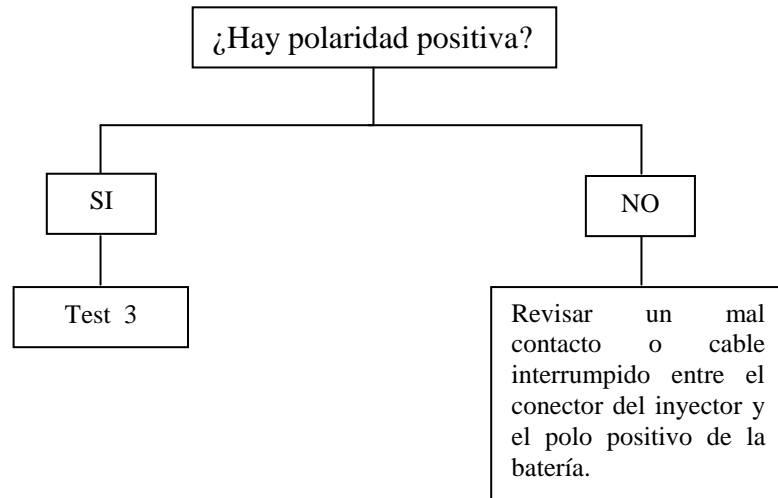 ¿Hay polaridad positiva?
SI
NO
Test 3
Revisar un mal
contacto o cable
interrumpido entre el
conector del inyector y
el polo positivo de la
batería.